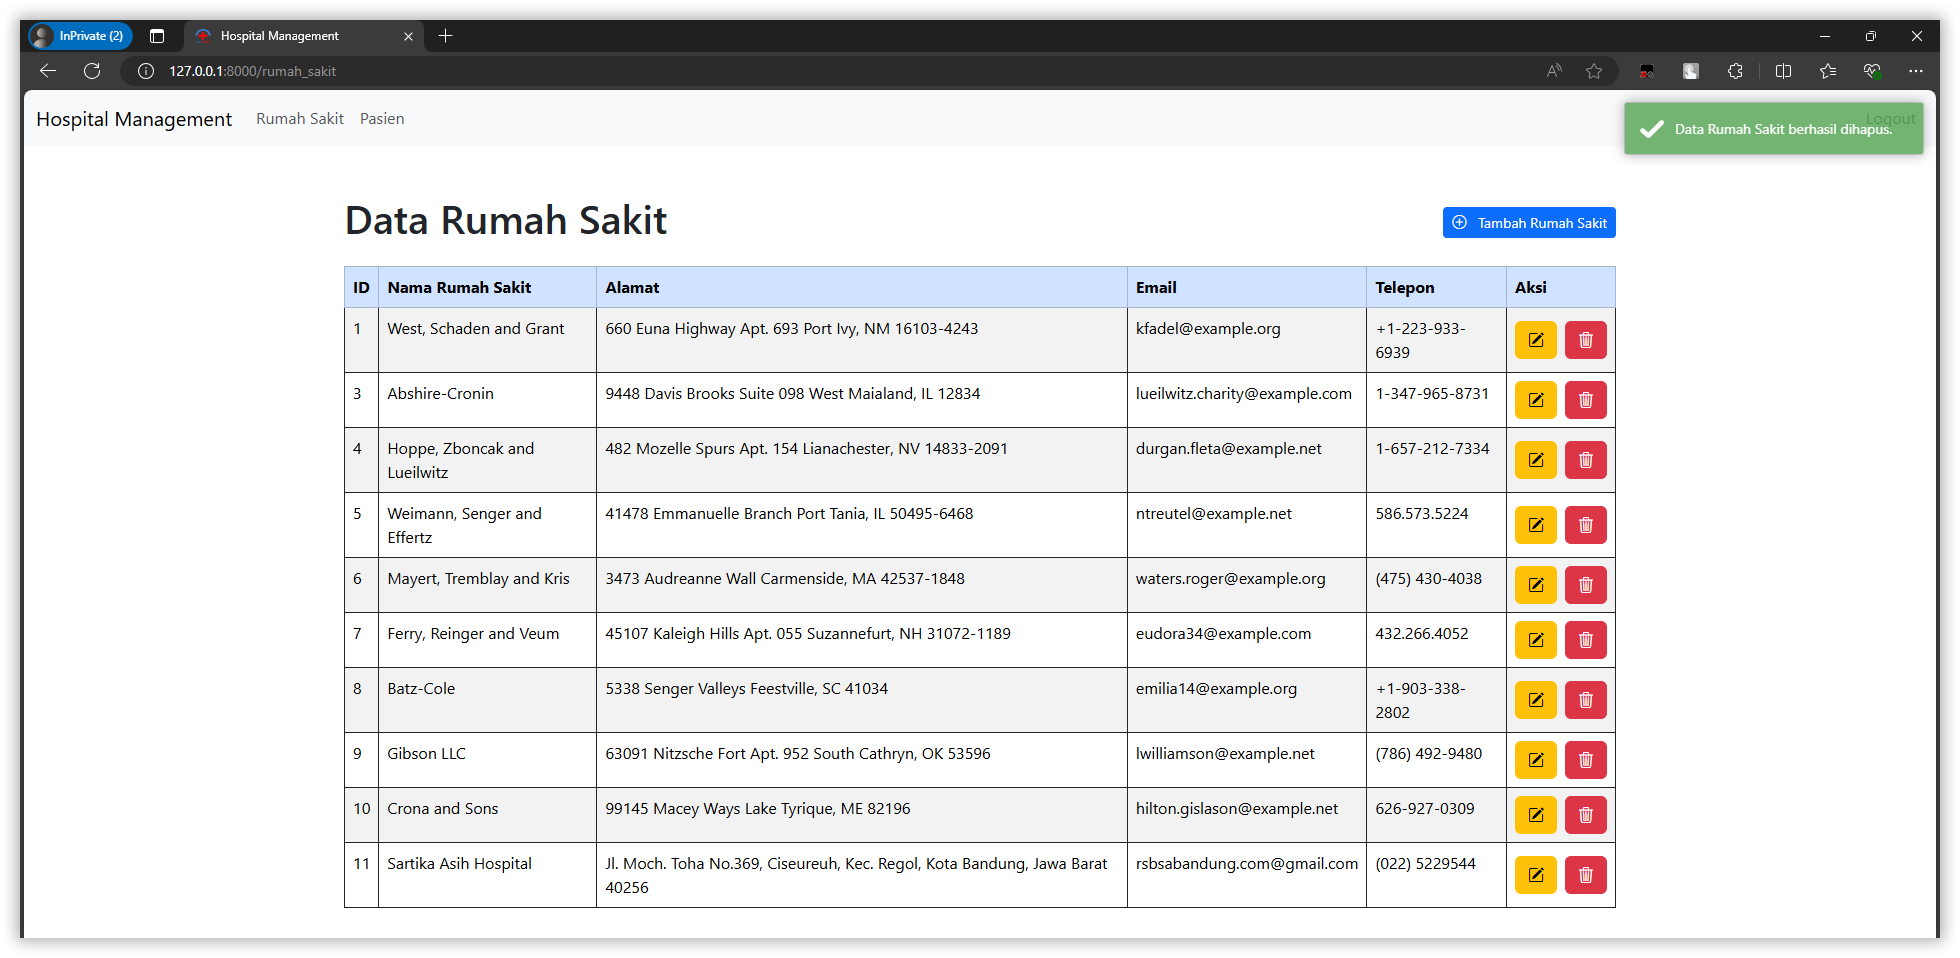 InPrivate (2)
Hospital Management
127.0.0.1:8000/rumah_sakit
Hospital Management Rumah Sakit Pasien Logout
Data Rumah Sakit berhasil dihapus.
Data Rumah Sakit
Tambah Rumah Sakit
ID Nama Rumah Sakit Alamat Email Telepon Aksi
1 West, Schaden and Grant 660 Euna Highway Apt. 693 Port Ivy, NM 16103-4243 kfadel@example.org +1-223-933-
6939
3 Abshire-Cronin 9448 Davis Brooks Suite 098 West Maialand, IL 12834 lueilwitz.charity@example.com 1-347-965-8731
4 Hoppe, Zboncak and 482 Mozelle Spurs Apt. 154 Lianachester, NV 14833-2091 durgan.fleta@example.net 1-657-212-7334
Lueilwitz
5 Weimann, Senger and 41478 Emmanuelle Branch Port Tania, IL 50495-6468 ntreutel@example.net 586.573.5224
Effertz
6 Mayert, Tremblay and Kris 3473 Audreanne Wall Carmenside, MA 42537-1848 waters.roger@example.org (475) 430-4038
7 Ferry, Reinger and Veum 45107 Kaleigh Hills Apt. 055 Suzannefurt, NH 31072-1189 eudora34@example.com 432.266.4052
8 Batz-Cole 5338 Senger Valleys Feestville, SC 41034 emilia14@example.org +1-903-338-
2802
9 Gibson LLC 63091 Nitzsche Fort Apt. 952 South Cathryn, OK 53596 lwilliamson@example.net (786) 492-9480
10 Crona and Sons 99145 Macey Ways Lake Tyrique, ME 82196 hilton.gislason@example.net 626-927-0309
11 Sartika Asih Hospital Jl. Moch. Toha No.369, Ciseureuh, Kec. Regol, Kota Bandung, Jawa Barat rsbsabandung.com@gmail.com (022) 5229544
40256